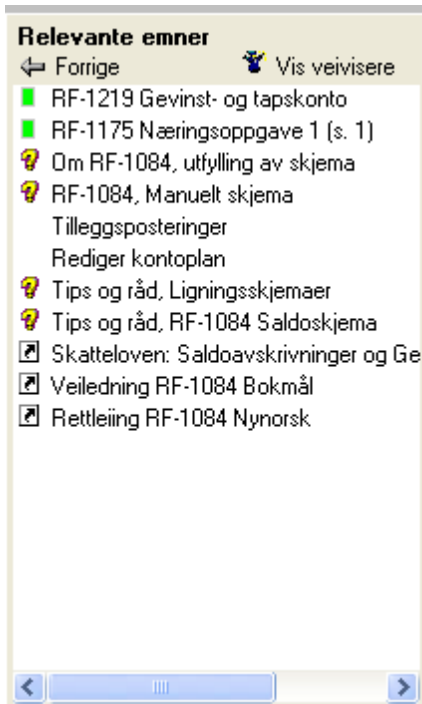 Relevante emner
Forrige Vis veivisere
RF-1219 Gevinst- og tapskonto
RF-1175 Næringsoppgave 1 (s. 1)
Om RF-1084, utfylling av skjema
RF-1084, Manuelt skjema
Tilleggsposteringer
Rediger kontoplan
Tips og råd, Ligningsskjemaer
Tips og råd, RF-1084 Saldoskjema
Skatteloven: Saldoavskrivninger og Ge
Veiledning RF-1084 Bokmål
Rettleiing RF-1084 Nynorsk